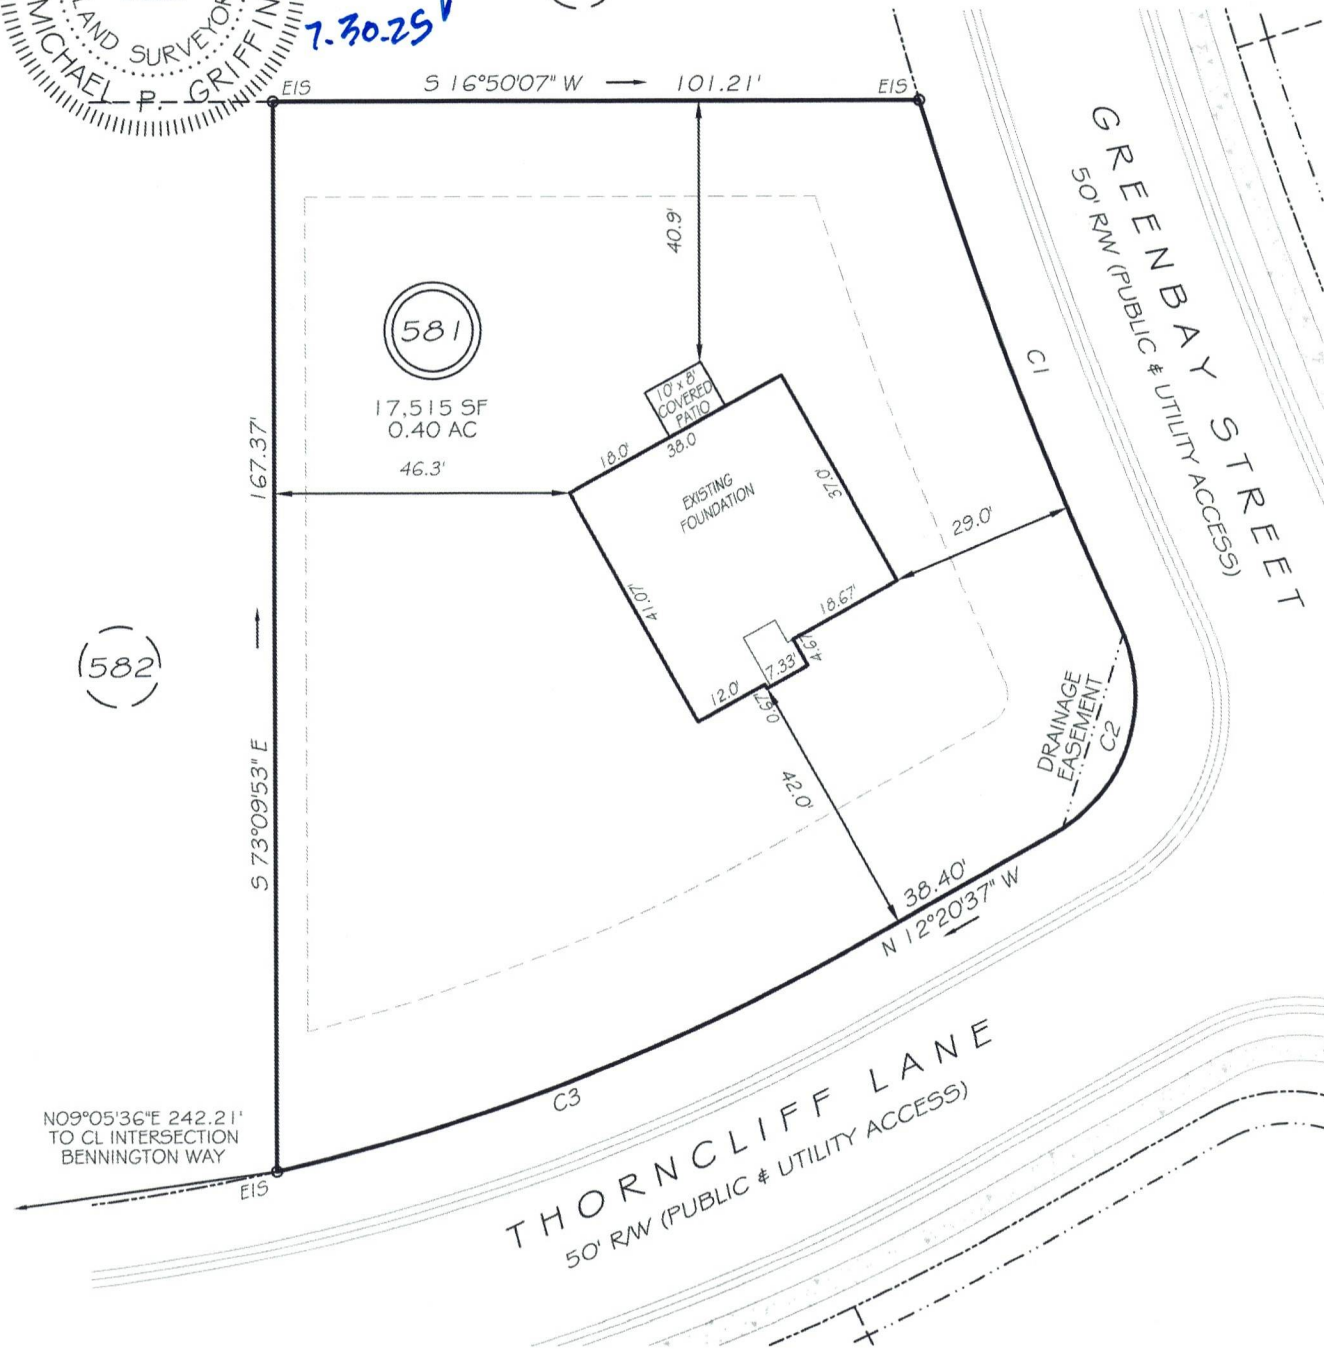 LAND SURVEYOR
MICHAEL P. GRIFFIN
7.30.25
EIS
S 16°50'07" W
101.21'
EIS
GREENBAY STREET
50' R/W (PUBLIC & UTILITY ACCESS)
40.9'
C1
581
17,515 SF
0.40 AC
10' x 8'
COVERED
PATIO
167.37'
46.3'
18.0'
38.0
EXISTING
FOUNDATION
37.0'
29.0'
41.07'
18.67'
4.67'
7.33'
12.0'
0.67'
582
S 73°09'53" E
DRAINAGE
EASEMENT
C2
42.0'
38.40'
N 12°20'37" W
C3
THORNCLIFF LANE
50' R/W (PUBLIC & UTILITY ACCESS)
N09°05'36"E 242.21'
TO CL INTERSECTION
BENNINGTON WAY
EIS